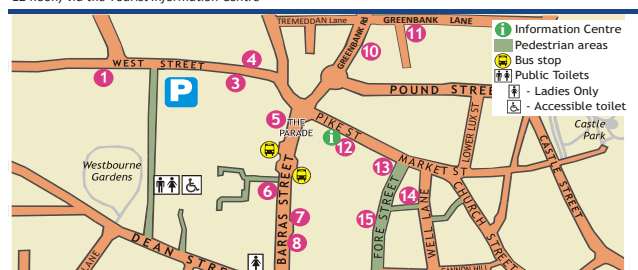 TREMEDDAN Lane
GREENBANK LANE
GREENBANK RD
11
10
Information Centre
Pedestrian areas
Bus stop
Public Toilets
- Ladies Only
- Accessible toilet
4
WEST STREET
1
3
P
POUND STREET
5
THE
PARADE
PIKE ST
i
12
LOWER LUX ST
Castle
Park
CASTLE STREET
MARKET ST
13
Westbourne
Gardens
BARRAS STREET
6
7
8
14
15
FORE STREET
WELL LANE
CHURCH STREET
DEAN STR
LANE